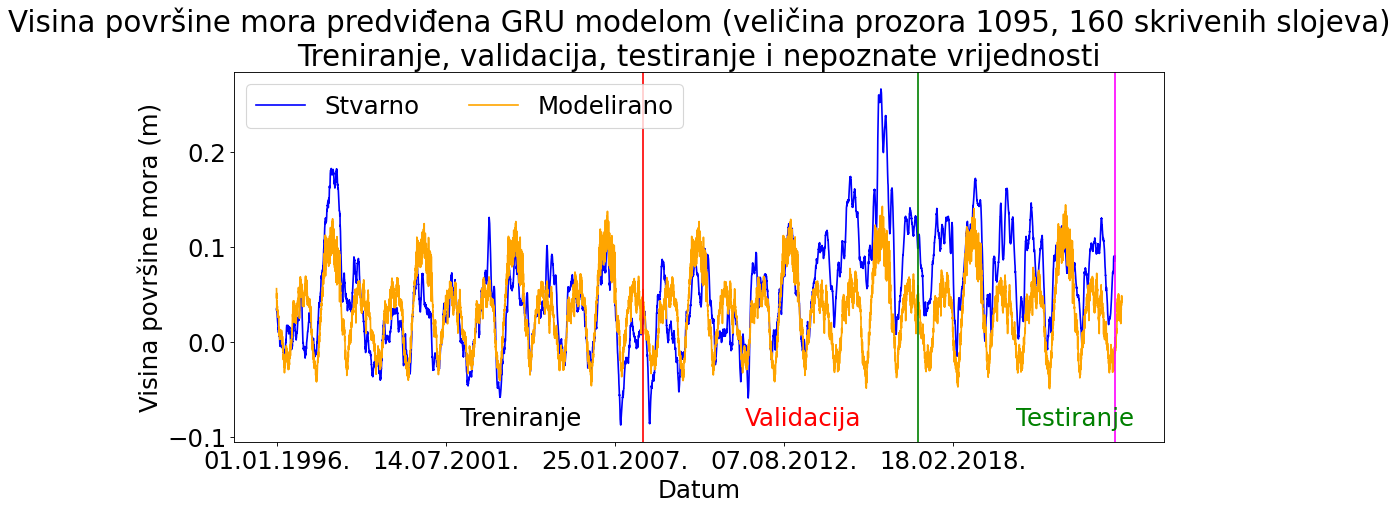 Visina površine mora predviđena GRU modelom (veličina prozora 1095, 160 skrivenih slojeva)
Treniranje, validacija, testiranje i nepoznate vrijednosti
Stvarno
Modelirano
Visina površine mora (m)
0.2
0.1
0.0
−0.1
Treniranje
Validacija
Testiranje
01.01.1996.
14.07.2001.
25.01.2007.
07.08.2012.
18.02.2018.
Datum